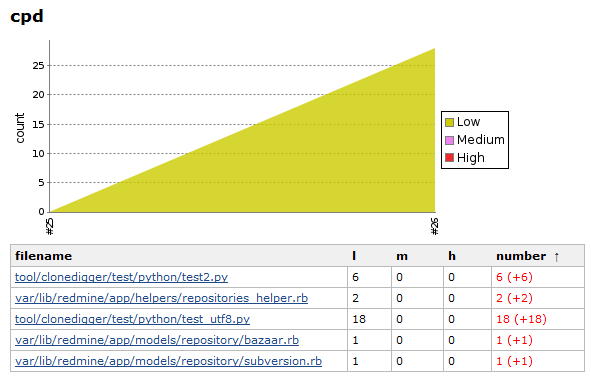 cpd
25
20
15
10
5
0
count
#25
#26
Low
Medium
High
filename l m h number ↑
tool/clonedigger/test/python/test2.py 6 0 0 6 (+6)
var/lib/redmine/app/helpers/repositories_helper.rb 2 0 0 2 (+2)
tool/clonedigger/test/python/test_utf8.py 18 0 0 18 (+18)
var/lib/redmine/app/models/repository/bazaar.rb 1 0 0 1 (+1)
var/lib/redmine/app/models/repository/subversion.rb 1 0 0 1 (+1)